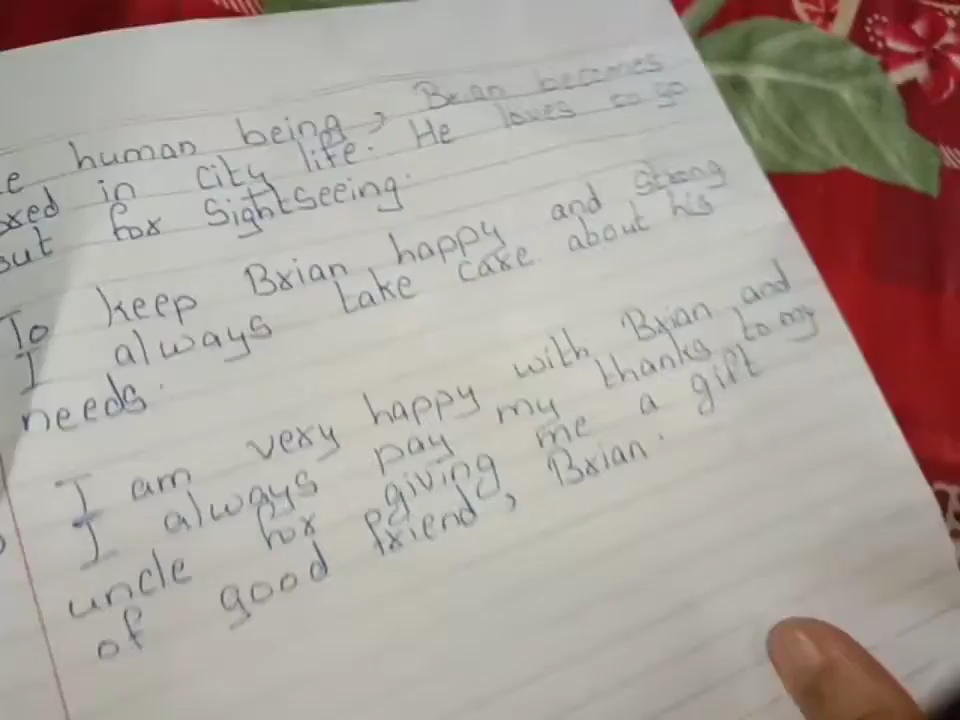 e human being, Brian becomes
oxed in city life. He loves to go
out for sightseeing.
To keep Brian happy and strong
I always take care about his
needs.
I am very happy with Brian and
I always pay my thanks to my
uncle for giving me a gift
of good friend, Brian.